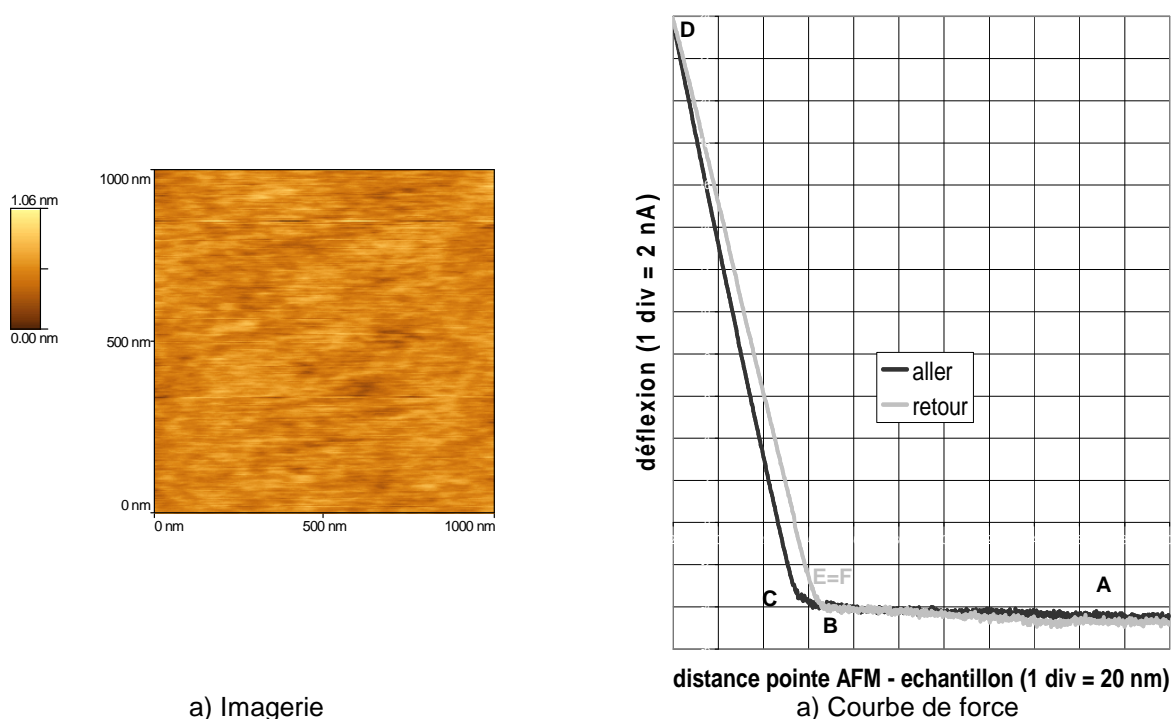 1.06 nm
0.00 nm
1000 nm
500 nm
0 nm
0 nm
500 nm
1000 nm
a) Imagerie
D
déflexion (1 div = 2 nA)
aller
retour
E=F
C
B
A
distance pointe AFM - echantillon (1 div = 20 nm)
a) Courbe de force